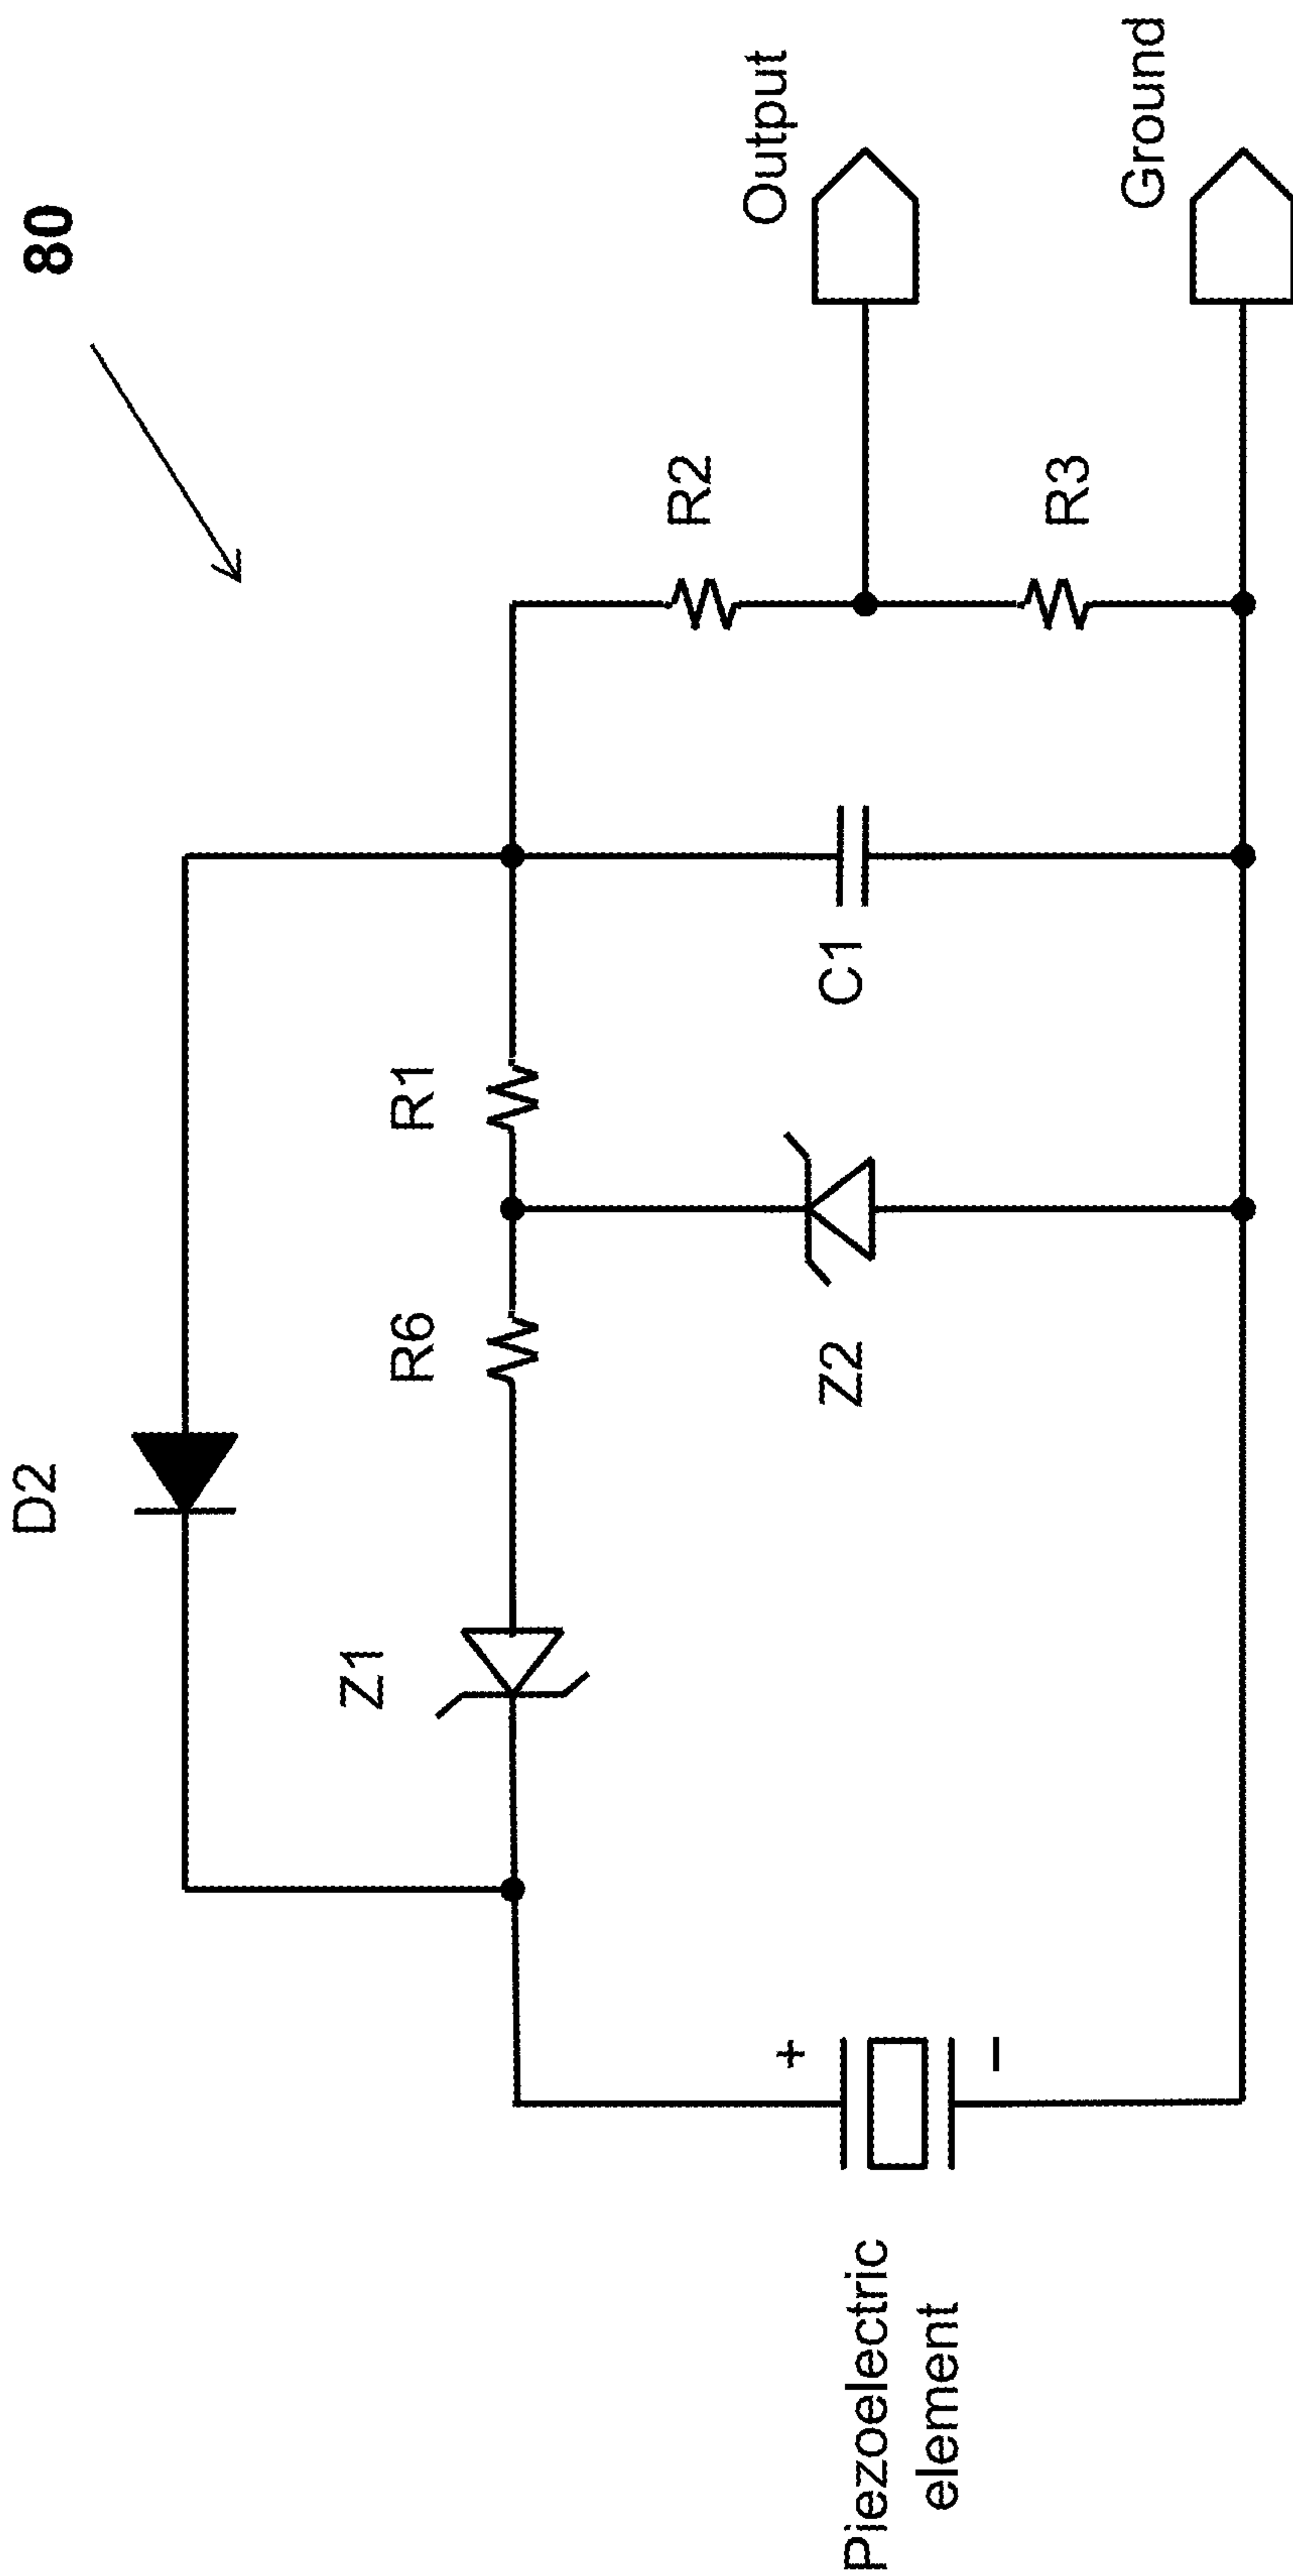 80
D2
Z1
R6
R1
R2
Output
Z2
C1
R3
Ground
+
–
Piezoelectric
element